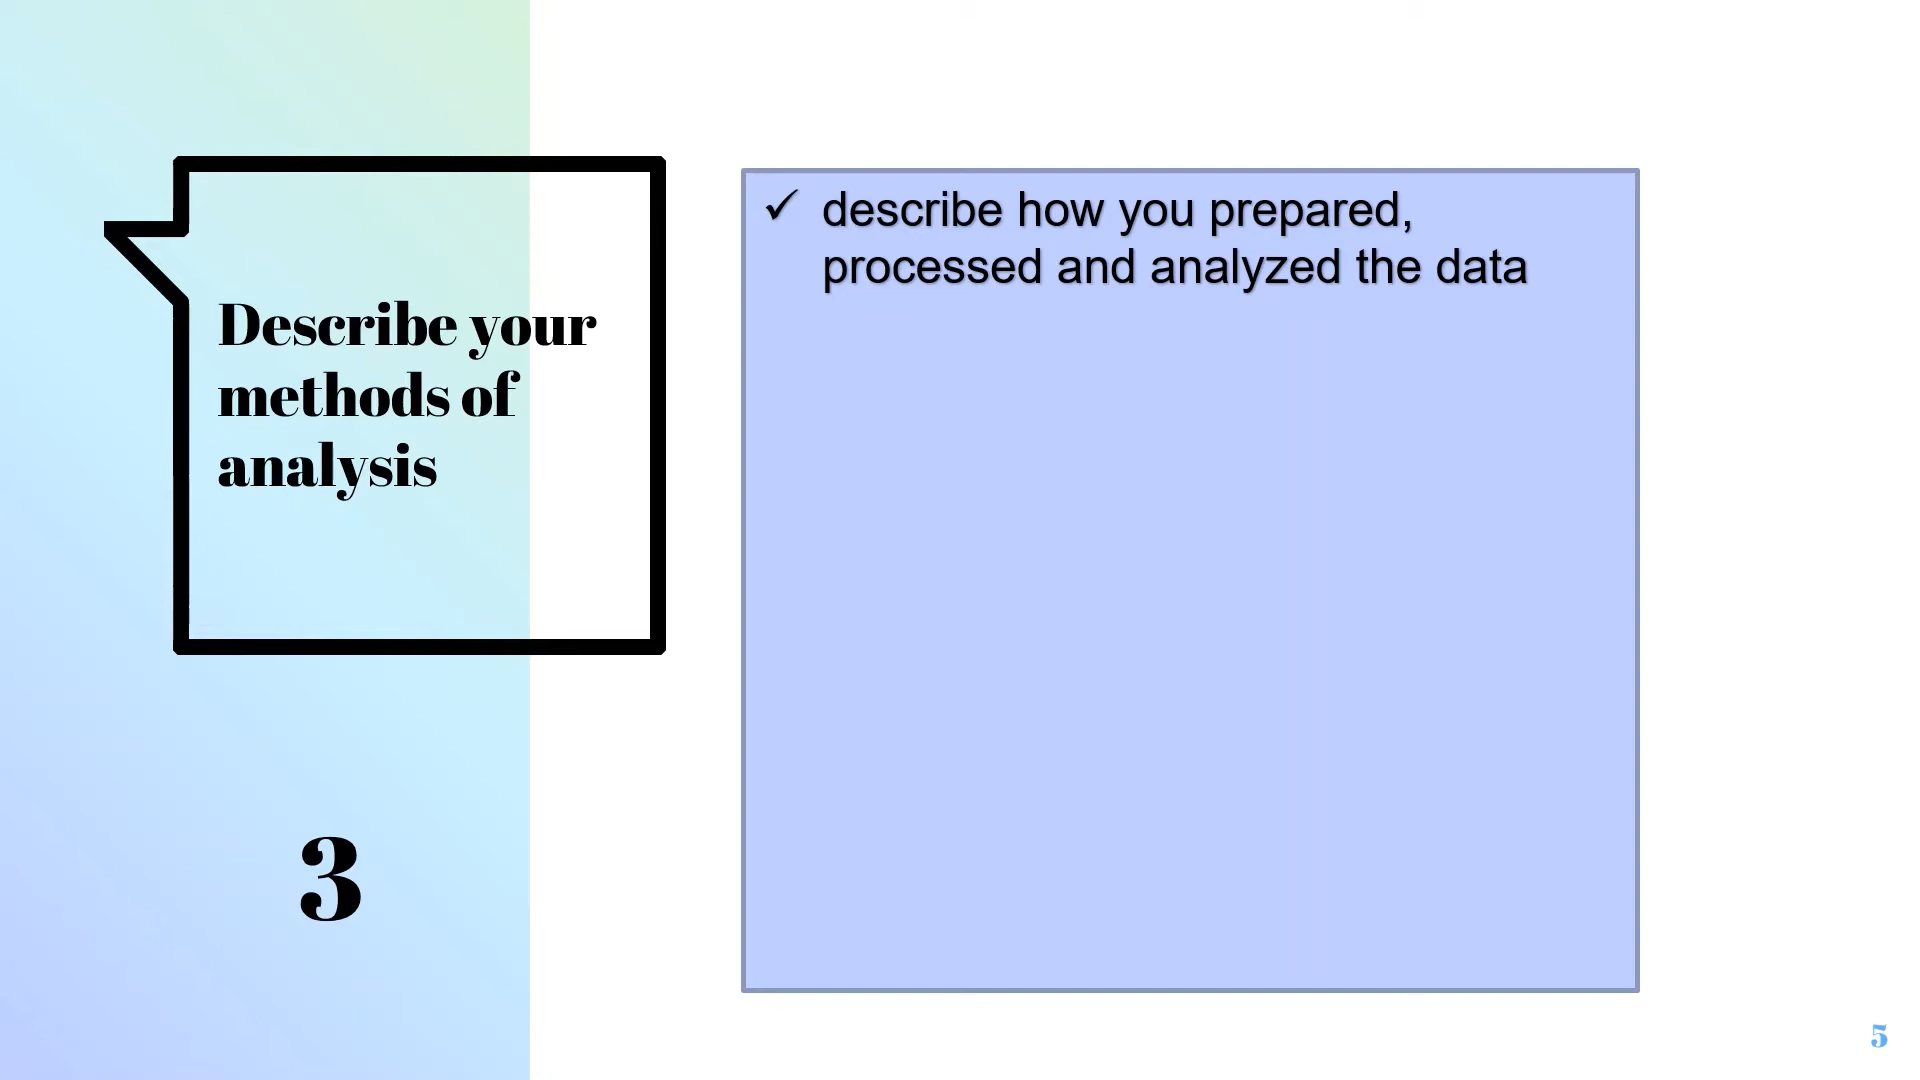 Describe your
methods of
analysis
3
✓ describe how you prepared,
processed and analyzed the data
5